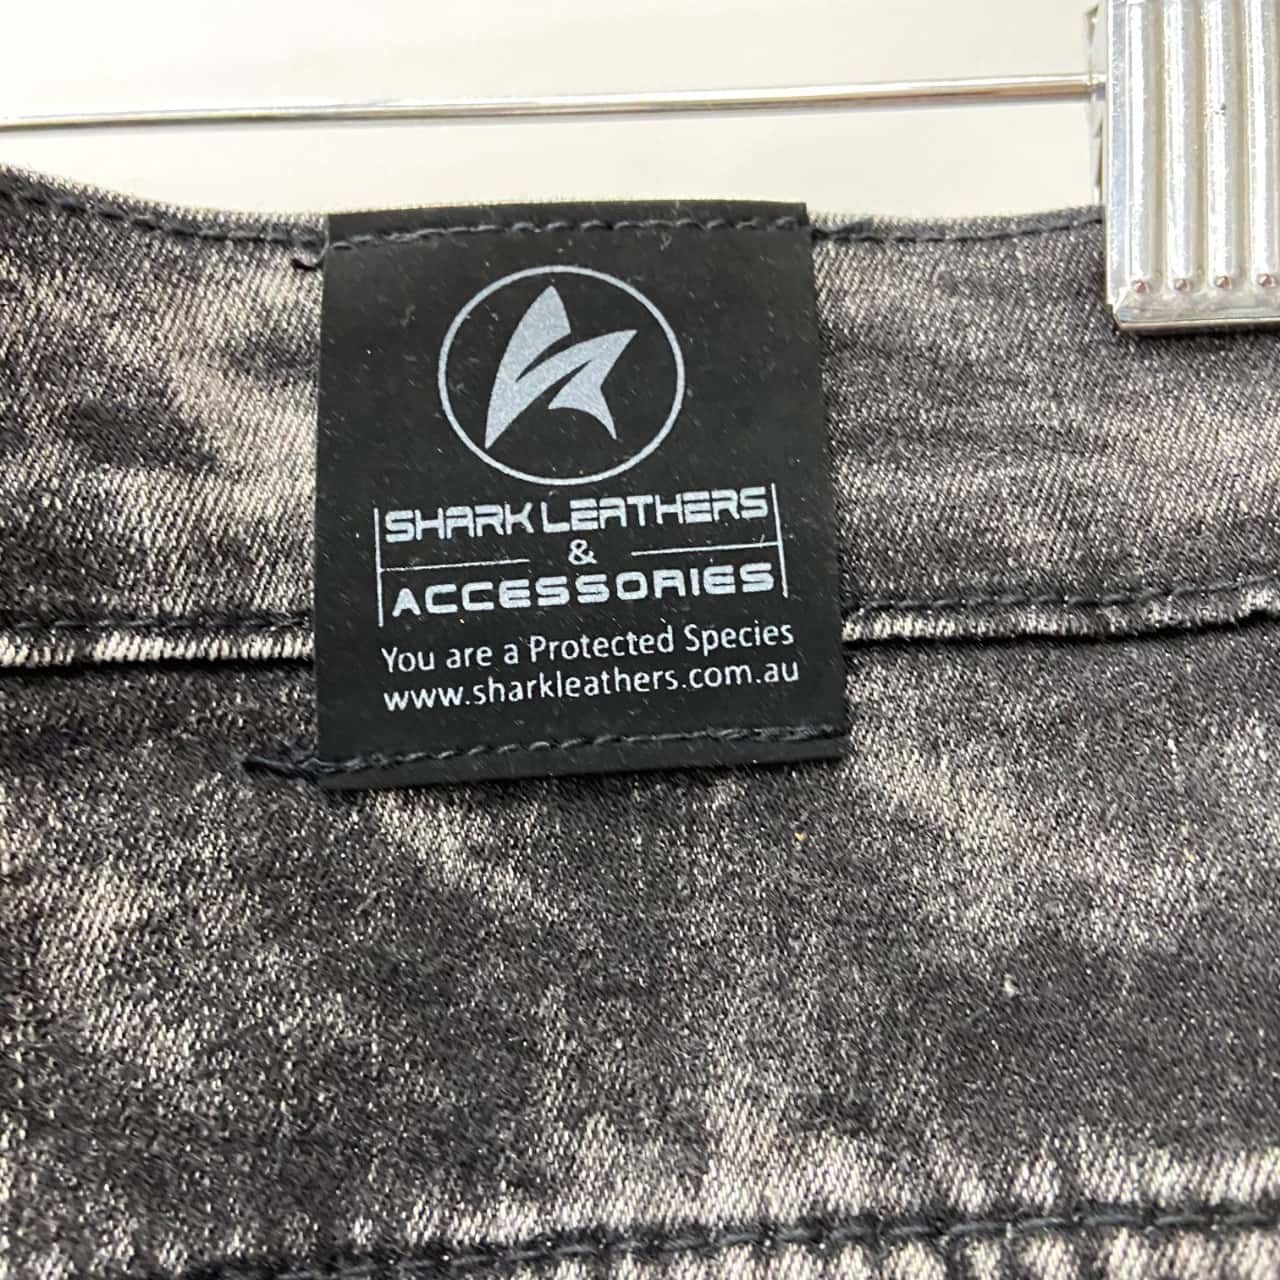 SHARK LEATHERS
&
ACCESSORIES
You are a Protected Species
www.sharkleathers.com.au